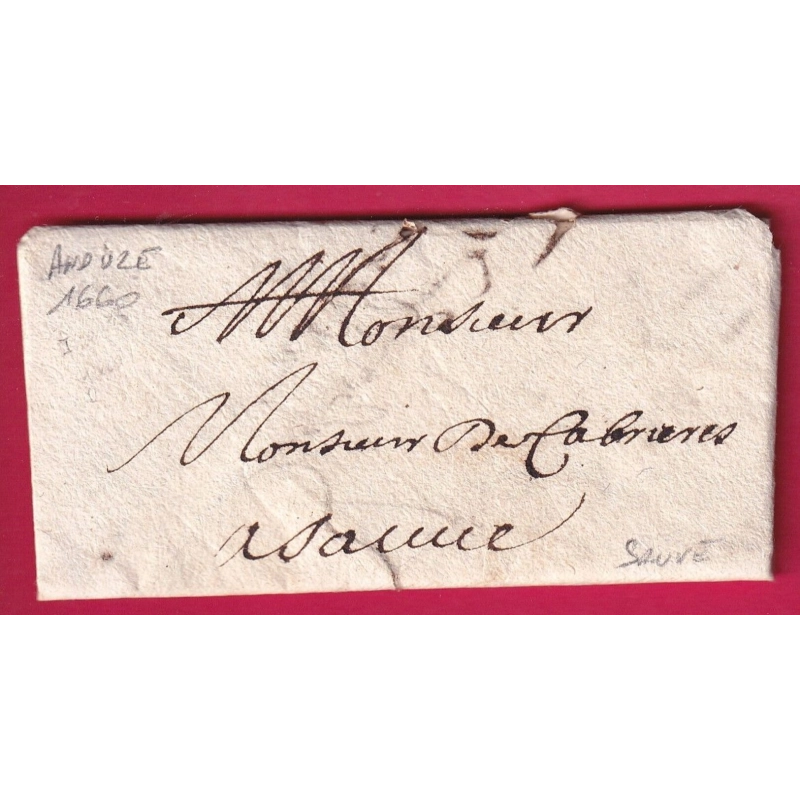 ANDUZE
1660
A Monsieur
Monsieur De Cabrieres
a sauve
SAUVE